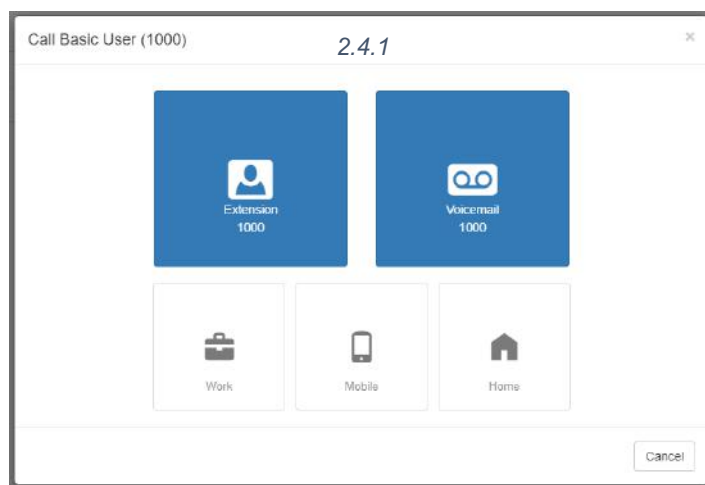 Call Basic User (1000)
2.4.1
×
Extension
1000
Voicemail
1000
Work
Mobile
Home
Cancel